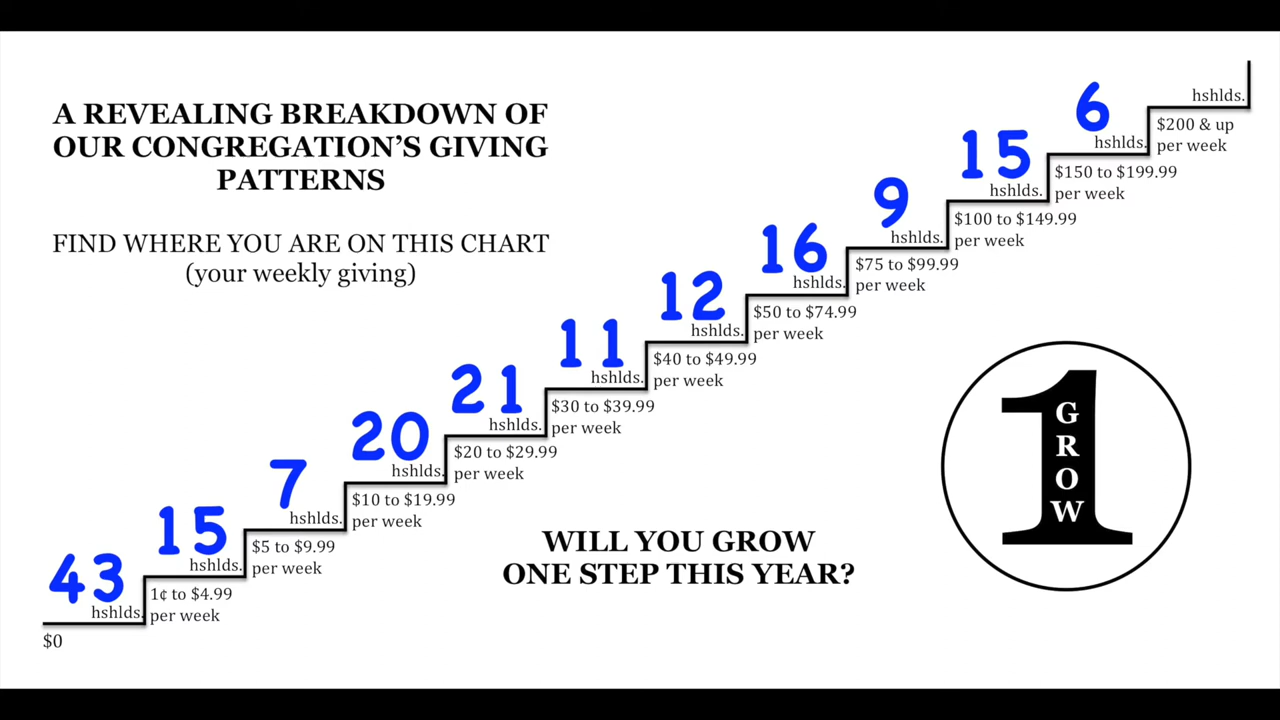 A REVEALING BREAKDOWN OF
OUR CONGREGATION'S GIVING
PATTERNS
FIND WHERE YOU ARE ON THIS CHART
(your weekly giving)
43
hshlds.
$0
15
hshlds.
1¢ to $4.99
per week
7
hshlds.
$5 to $9.99
per week
20
hshlds.
$10 to $19.99
per week
21
hshlds.
$20 to $29.99
per week
11
hshlds.
$30 to $39.99
per week
12
hshlds.
$40 to $49.99
per week
16
hshlds.
$50 to $74.99
per week
9
hshlds.
$75 to $99.99
per week
15
hshlds.
$100 to $149.99
per week
6
hshlds.
$150 to $199.99
per week
hshlds.
$200 & up
per week
WILL YOU GROW
ONE STEP THIS YEAR?
1
GROW